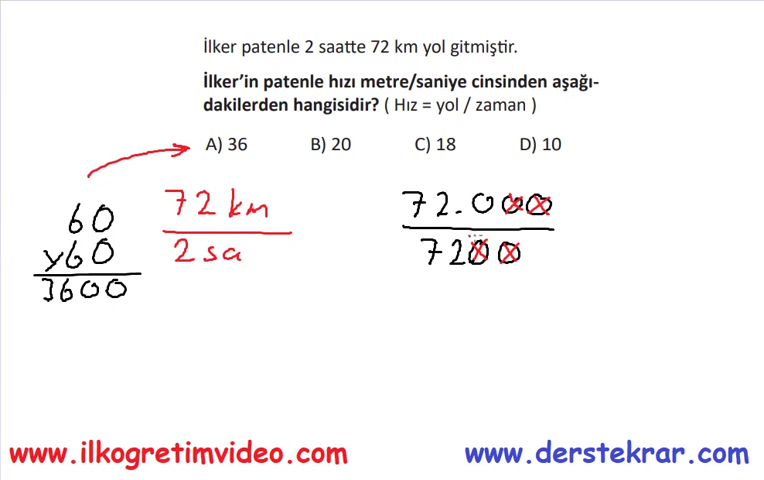 İlker patenle 2 saatte 72 km yol gitmiştir.
İlker'in patenle hızı metre/saniye cinsinden aşağı-
dakilerden hangisidir? ( Hız = yol / zaman )
A) 36 B) 20 C) 18 D) 10
60
x60
3600
72 km
2 sa
72.000
7200
www.ilkogretimvideo.com
www.derstekrar.com